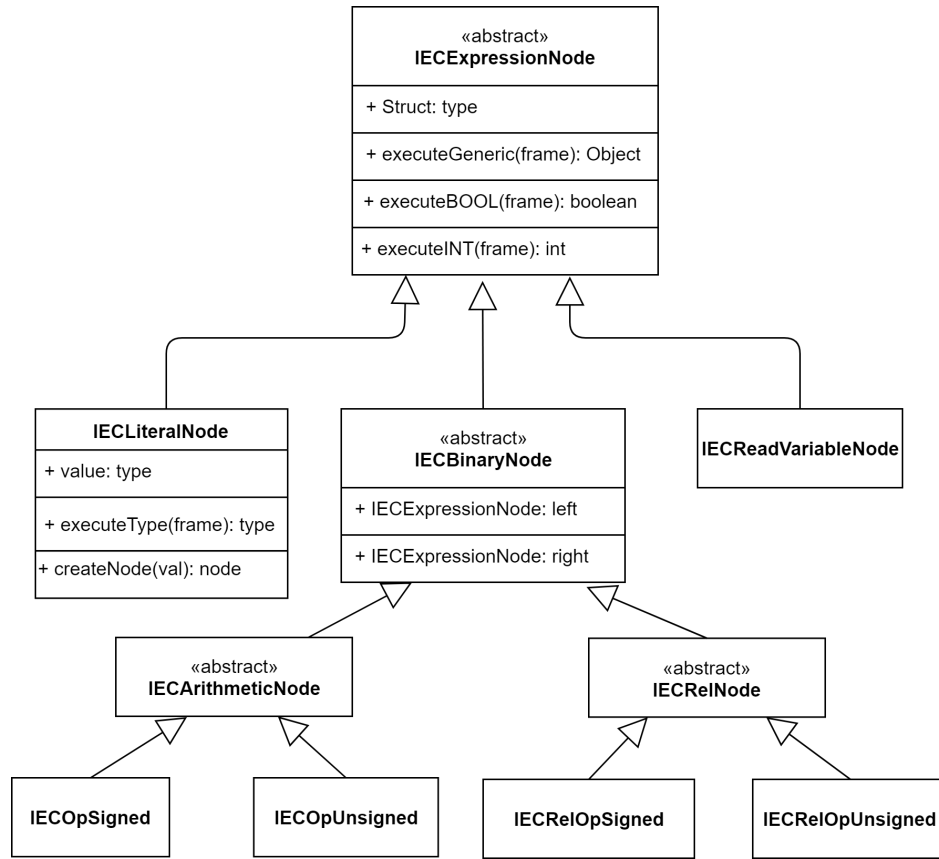 «abstract»
IECExpressionNode
+ Struct: type
+ executeGeneric(frame): Object
+ executeBOOL(frame): boolean
+ executeINT(frame): int
IECLiteralNode
+ value: type
+ executeType(frame): type
+ createNode(val): node
«abstract»
IECBinaryNode
+ IECExpressionNode: left
+ IECExpressionNode: right
IECReadVariableNode
«abstract»
IECArithmeticNode
«abstract»
IECRelNode
IECOpSigned
IECOpUnsigned
IECRelOpSigned
IECRelOpUnsigned